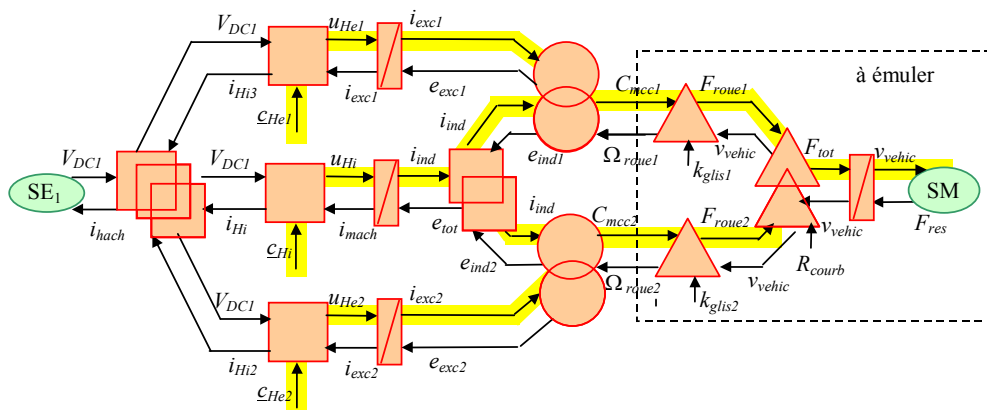 V_DC1
u_He1
i_exc1
i_Hi3
i_exc1
e_exc1
c_He1
à émuler
C_mcc1
F_roue1
i_ind
e_ind1
Ω_roue1
v_vehic
k_glis1
F_tot
v_vehic
SE_1
V_DC1
i_hach
V_DC1
u_Hi
i_ind
i_Hi
i_mach
e_tot
c_Hi
i_ind
C_mcc2
F_roue2
v_vehic
SM
F_res
e_ind2
Ω_roue2
v_vehic
R_courb
k_glis2
V_DC1
u_He2
i_exc2
i_Hi2
i_exc2
e_exc2
c_He2